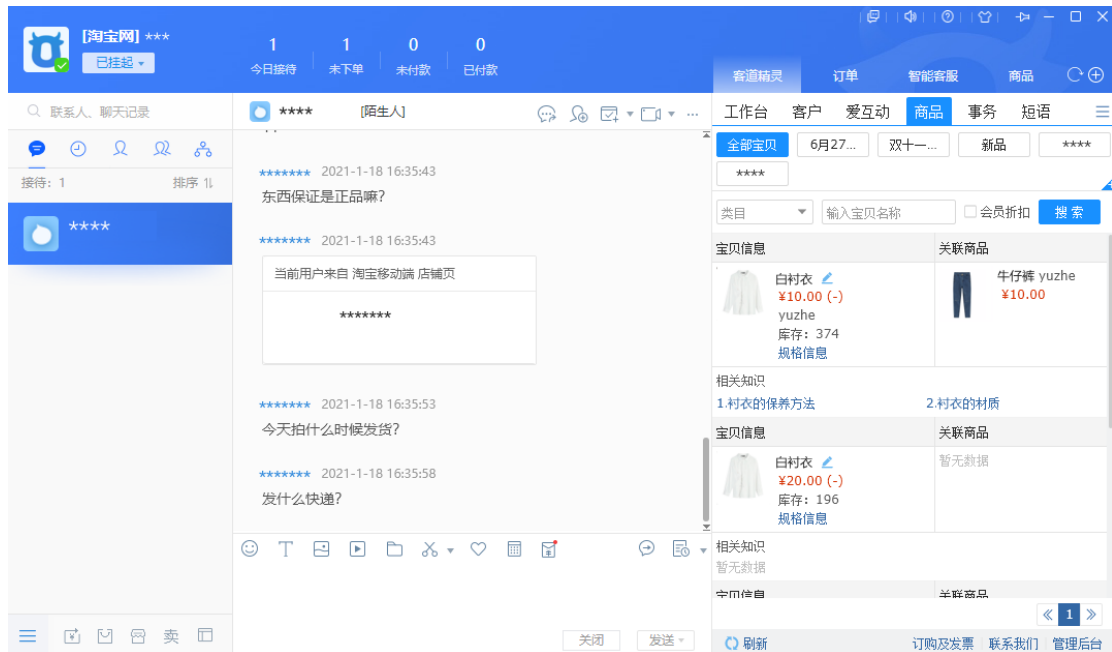 [淘宝网] ***
已挂起
1
1
0
0
今日接待
未下单
未付款
已付款
客道精灵
订单
智能客服
商品
联系人、聊天记录
接待: 1
排序
****
**** [陌生人]
******* 2021-1-18 16:35:43
东西保证是正品嘛?
******* 2021-1-18 16:35:43
当前用户来自 淘宝移动端 店铺页
*******
******* 2021-1-18 16:35:53
今天拍什么时候发货?
******* 2021-1-18 16:35:58
发什么快递?
关闭
发送
工作台
客户
爱互动
商品
事务
短语
全部宝贝
6月27...
双十一...
新品
****
****
类目
输入宝贝名称
会员折扣
搜索
宝贝信息
关联商品
白衬衣
¥10.00 (-)
yuzhe
库存: 374
规格信息
牛仔裤 yuzhe
¥10.00
相关知识
1.衬衣的保养方法
2.衬衣的材质
宝贝信息
关联商品
白衬衣
¥20.00 (-)
库存: 196
规格信息
暂无数据
相关知识
暂无数据
宝贝信息
关联商品
1
刷新
订购及发票
联系我们
管理后台
卖